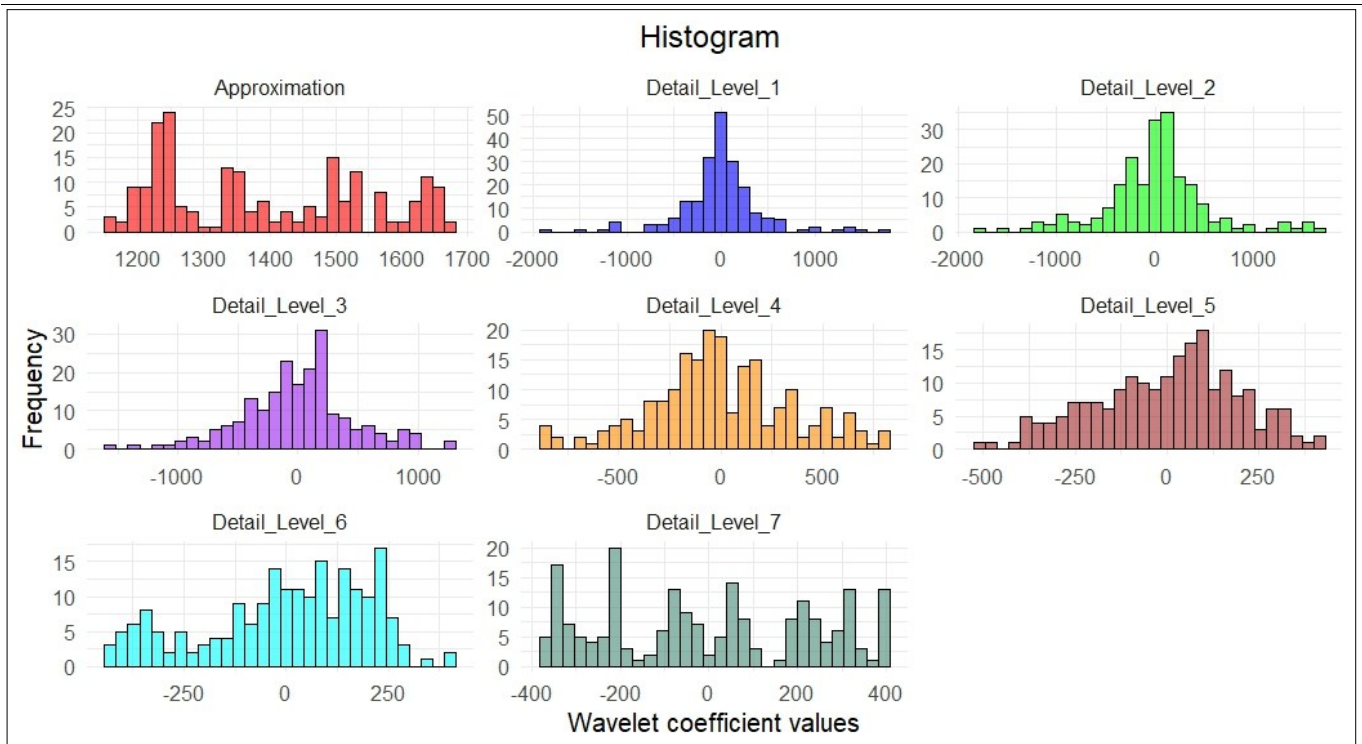 Histogram
Approximation
25
20
15
10
5
0
1200 1300 1400 1500 1600 1700
Detail_Level_1
50
40
30
20
10
0
-2000 -1000 0 1000
Detail_Level_2
30
20
10
0
-2000 -1000 0 1000
Frequency
Detail_Level_3
30
20
10
0
-1000 0 1000
Detail_Level_4
20
15
10
5
0
-500 0 500
Detail_Level_5
15
10
5
0
-500 -250 0 250
Detail_Level_6
15
10
5
0
-250 0 250
Detail_Level_7
20
15
10
5
0
-400 -200 0 200 400
Wavelet coefficient values